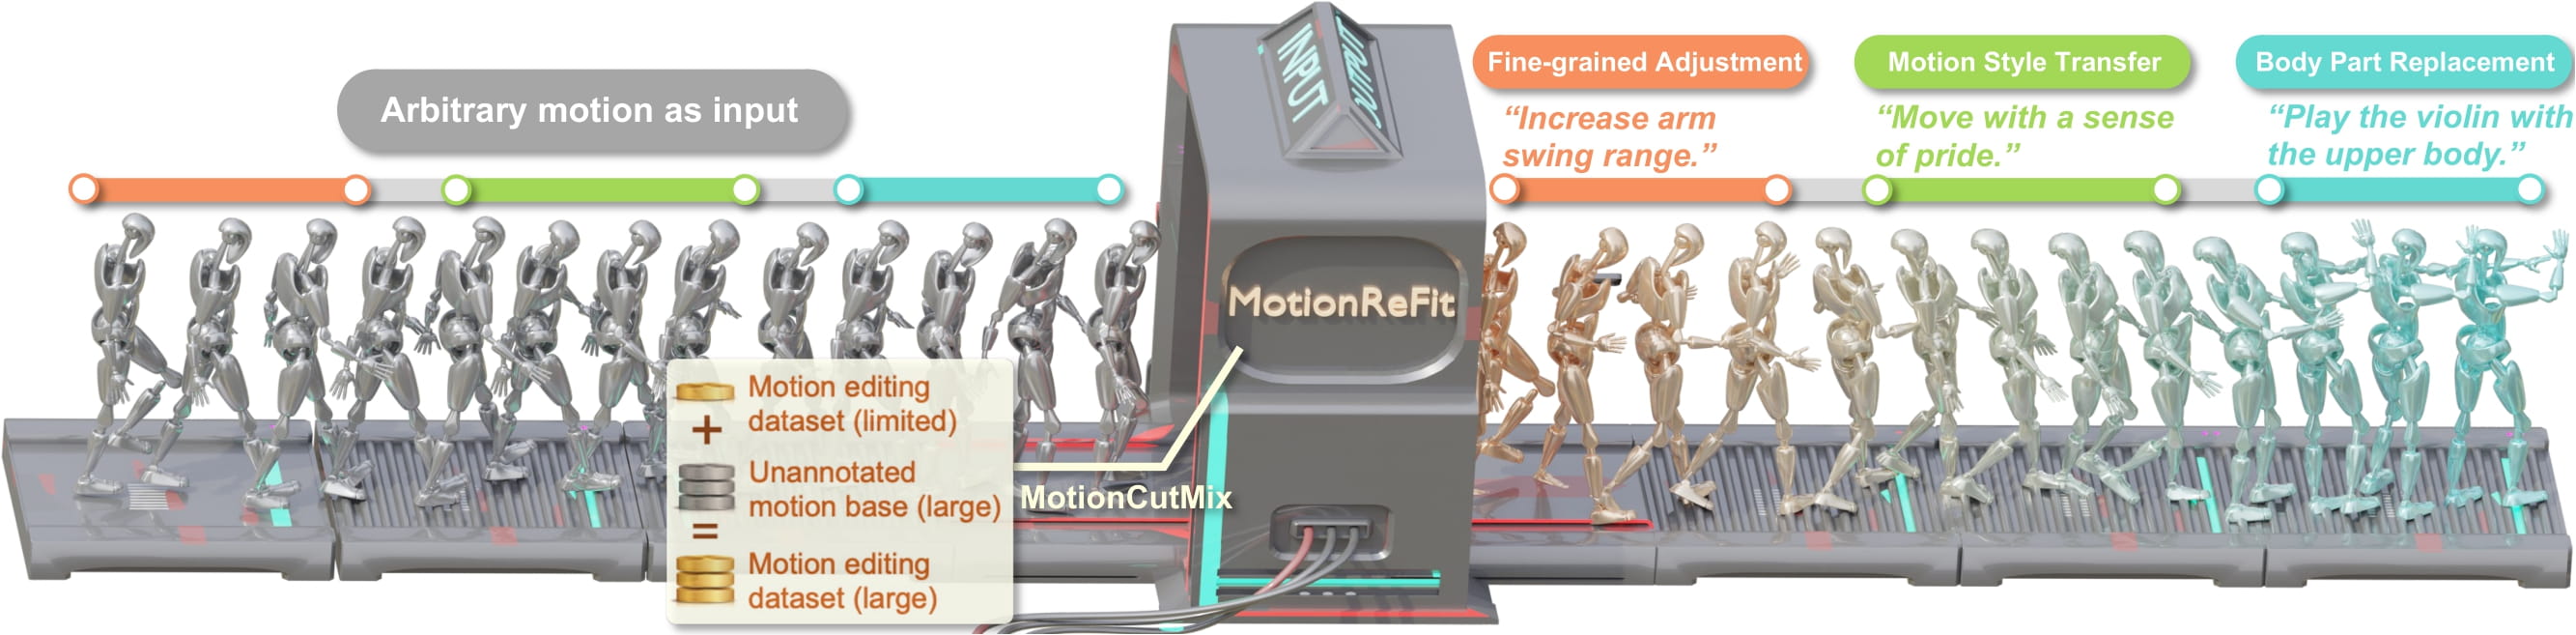 Arbitrary motion as input
INPUT
OUTPUT
MotionReFit
Fine-grained Adjustment
“Increase arm
swing range.”
Motion Style Transfer
“Move with a sense
of pride.”
Body Part Replacement
“Play the violin with
the upper body.”
Motion editing
dataset (limited)
+
Unannotated
motion base (large)
=
Motion editing
dataset (large)
MotionCutMix